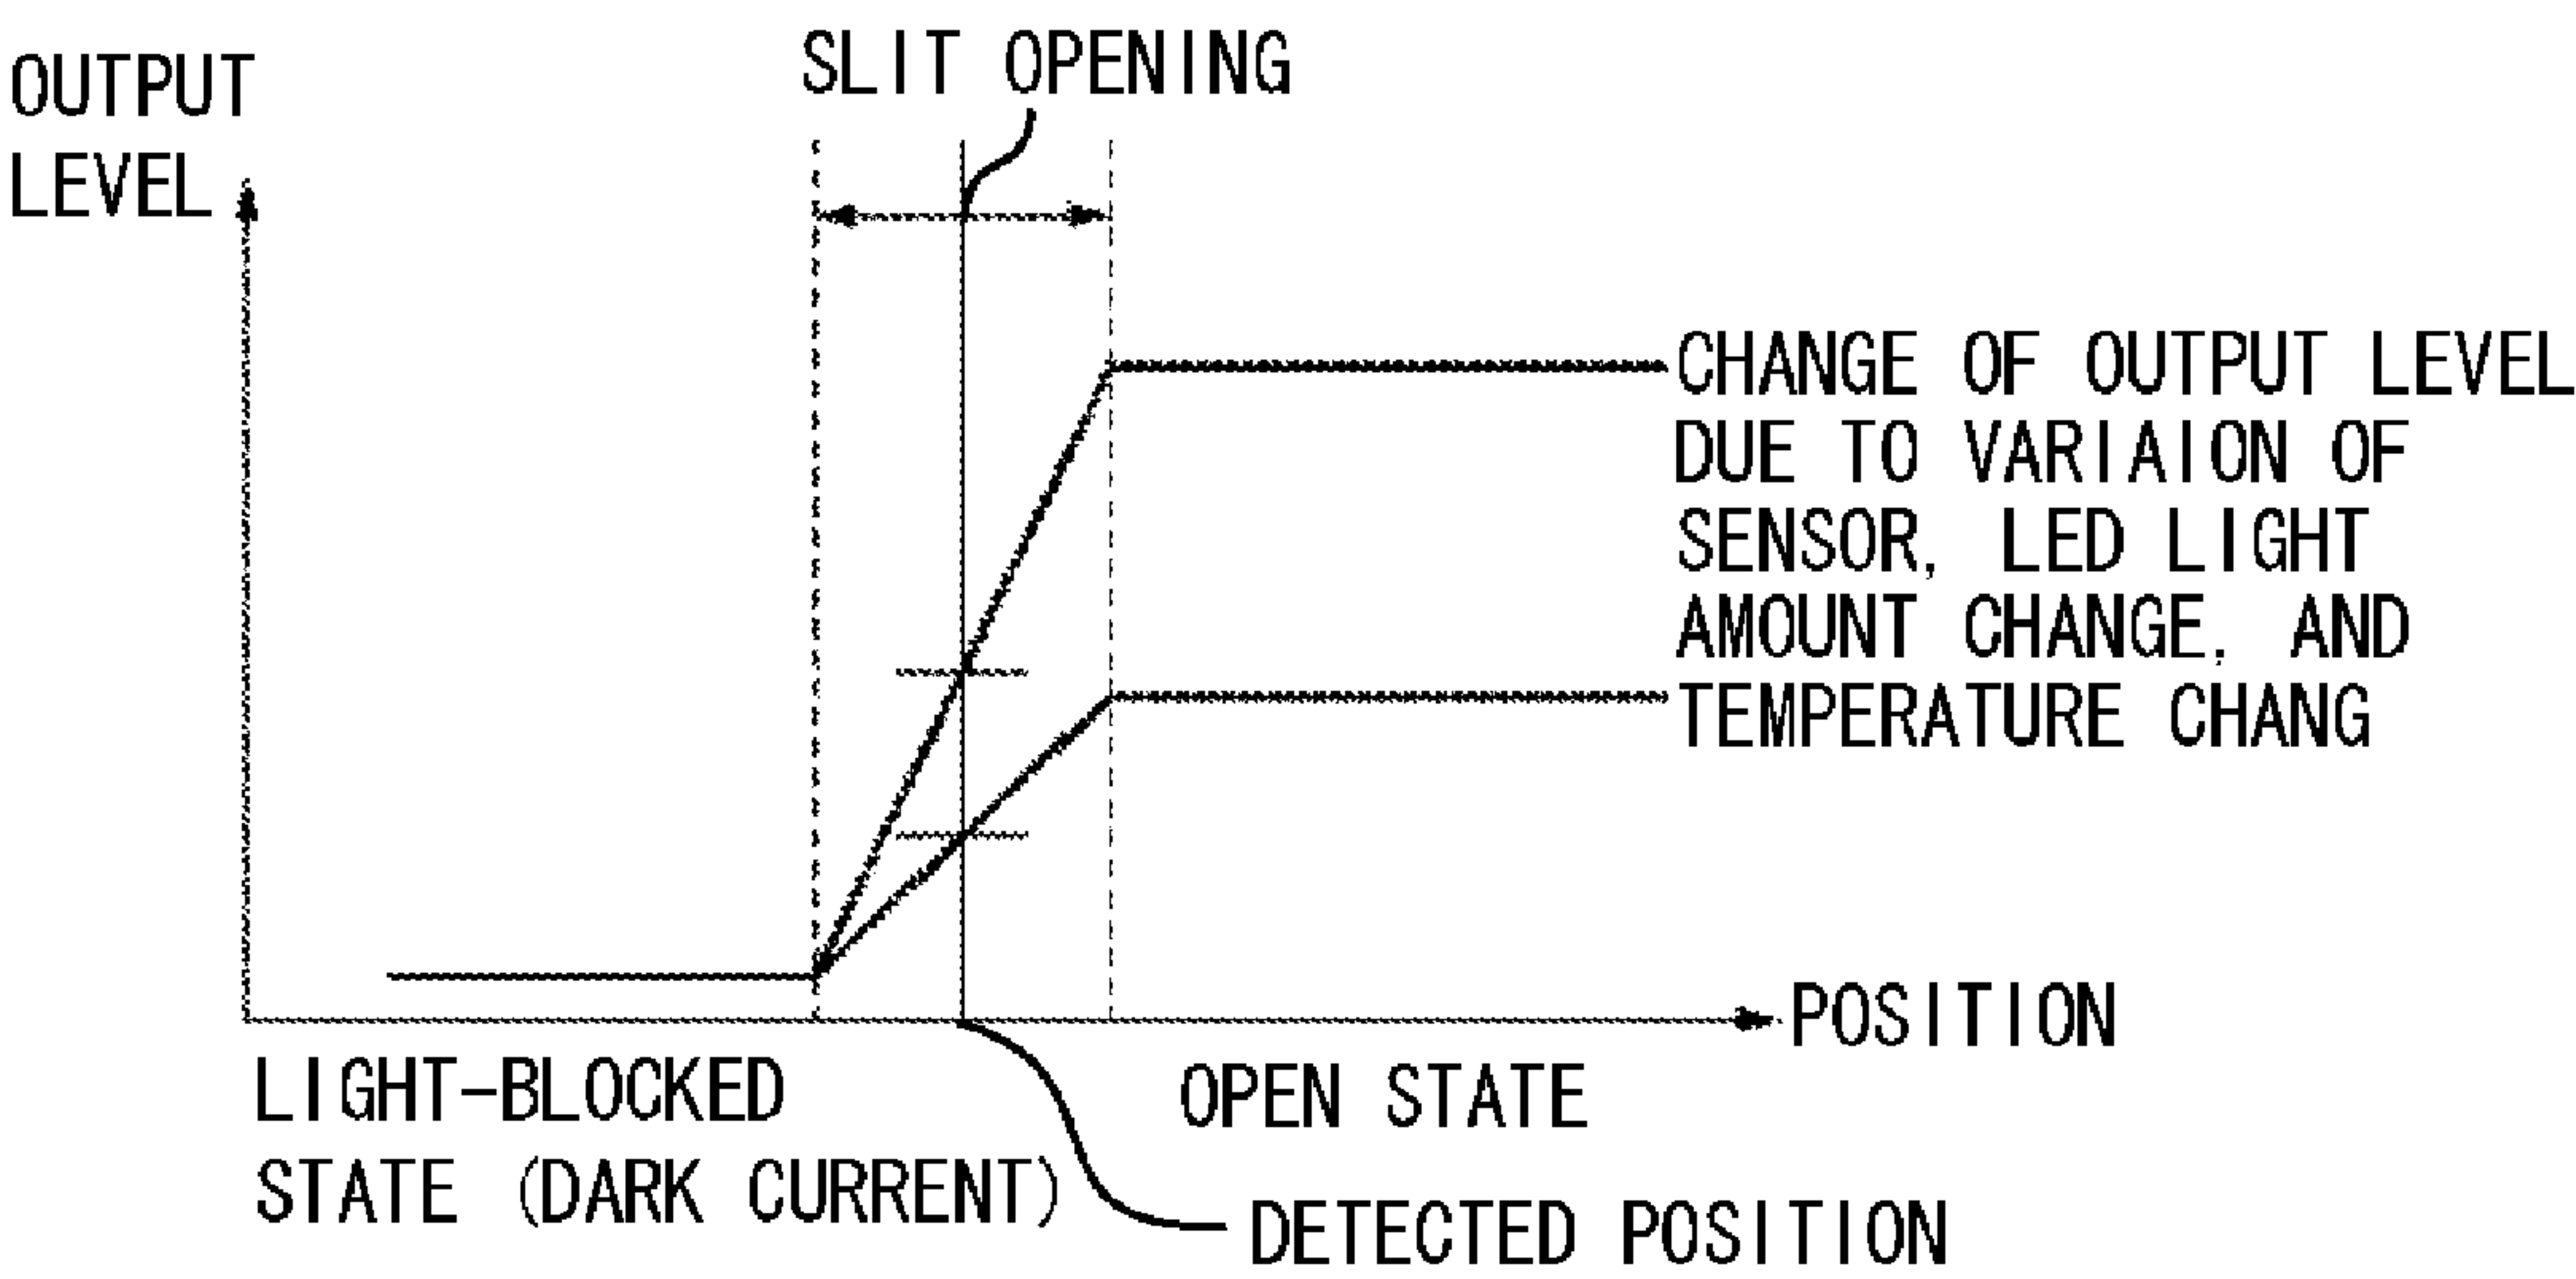 OUTPUT
LEVEL
SLIT OPENING
CHANGE OF OUTPUT LEVEL
DUE TO VARIAION OF
SENSOR, LED LIGHT
AMOUNT CHANGE, AND
TEMPERATURE CHANG
POSITION
LIGHT-BLOCKED
STATE (DARK CURRENT)
OPEN STATE
DETECTED POSITION